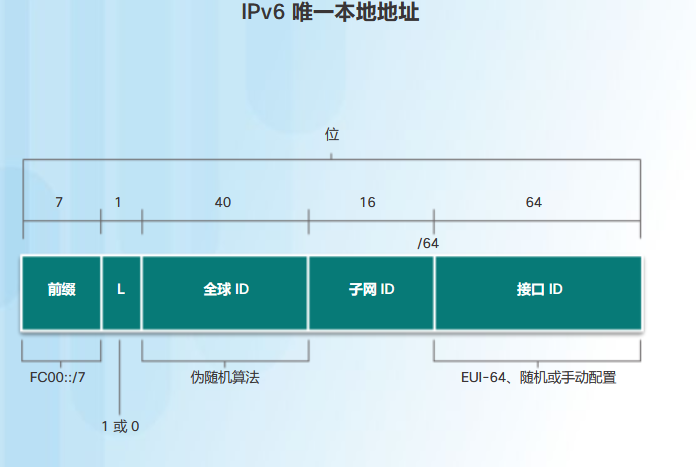 IPv6 唯一本地地址
位
7 1 40 16 64
/64
前缀 L 全球 ID 子网 ID 接口 ID
FC00::/7 伪随机算法 EUI-64、随机或手动配置
1 或 0